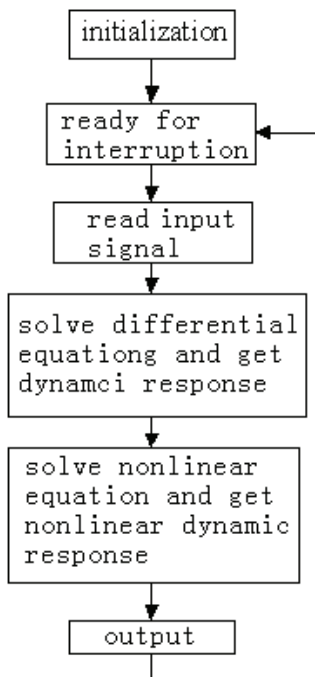 initialization
ready for
interruption
read input
signal
solve differential
equationg and get
dynamci response
solve nonlinear
equation and get
nonlinear dynamic
response
output